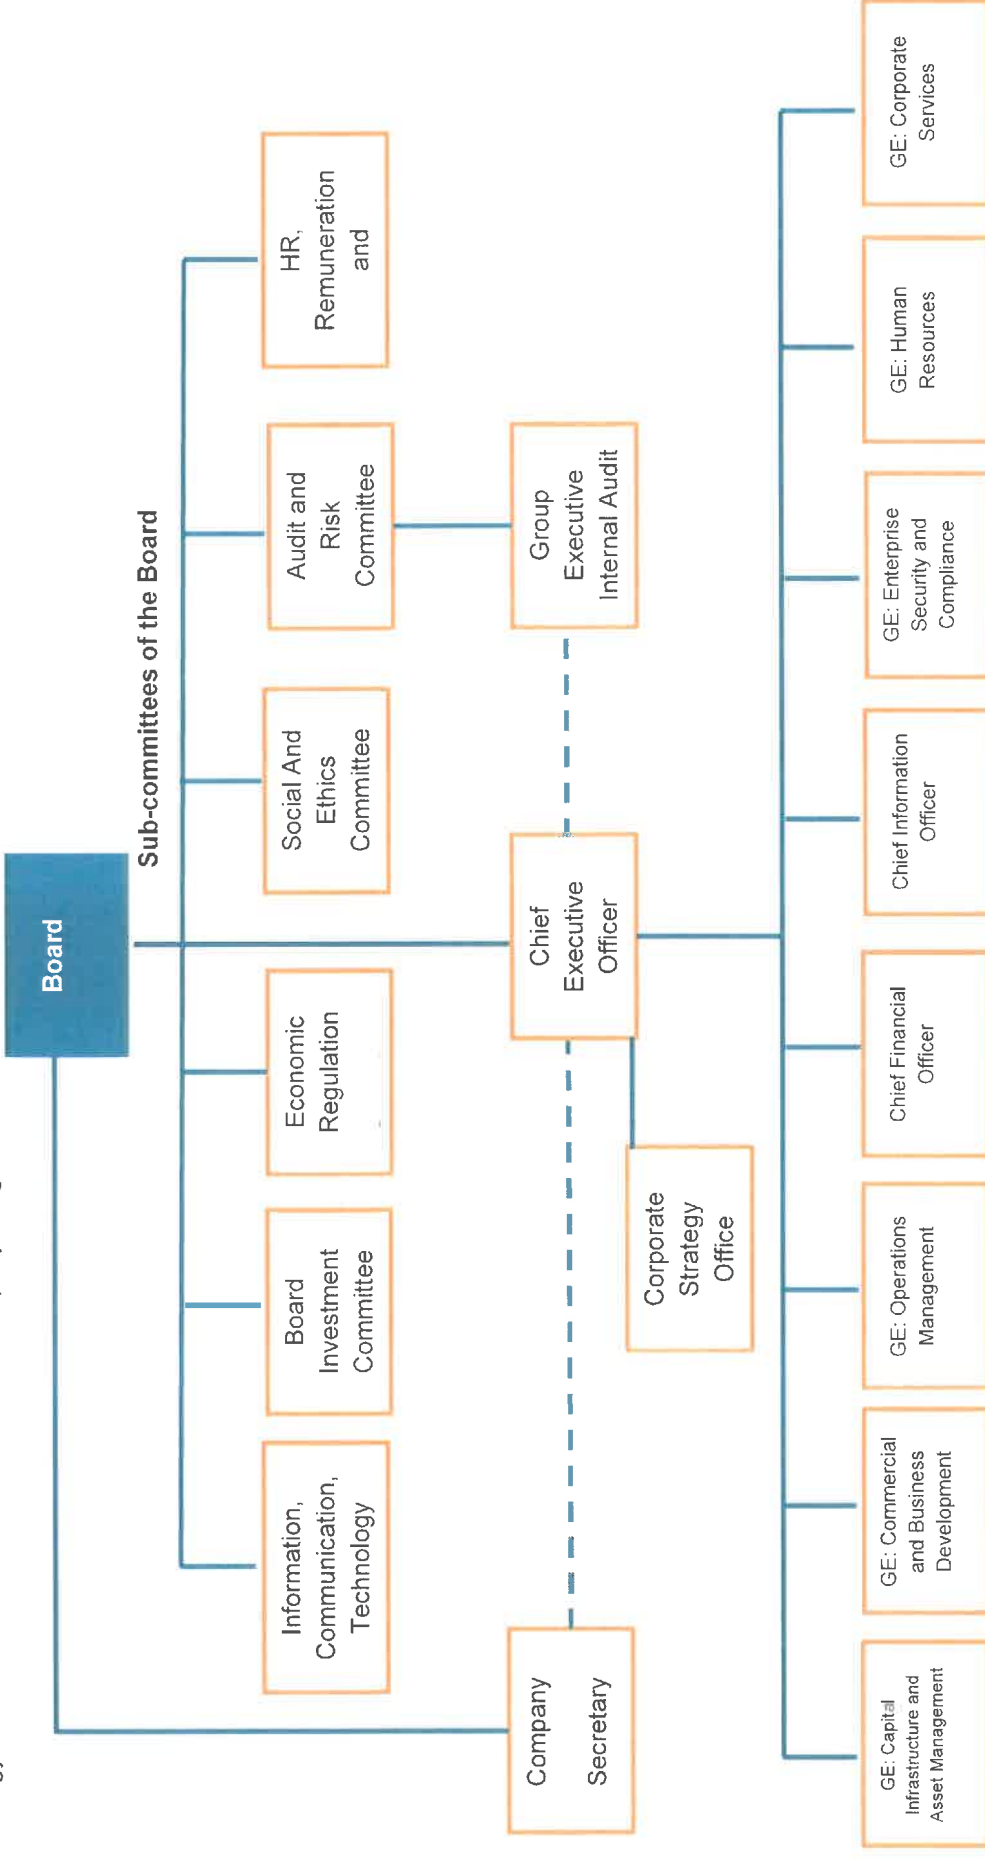 Board
Sub-committees of the Board
Information,
Communication,
Technology
Board
Investment
Committee
Economic
Regulation
Social And
Ethics
Committee
Audit and
Risk
Committee
HR,
Remuneration
and
Company
Secretary
Chief
Executive
Officer
Group
Executive
Internal Audit
Corporate
Strategy
Office
GE: Capital
Infrastructure and
Asset Management
GE: Commercial
and Business
Development
GE: Operations
Management
Chief Financial
Officer
Chief Information
Officer
GE: Enterprise
Security and
Compliance
GE: Human
Resources
GE: Corporate
Services